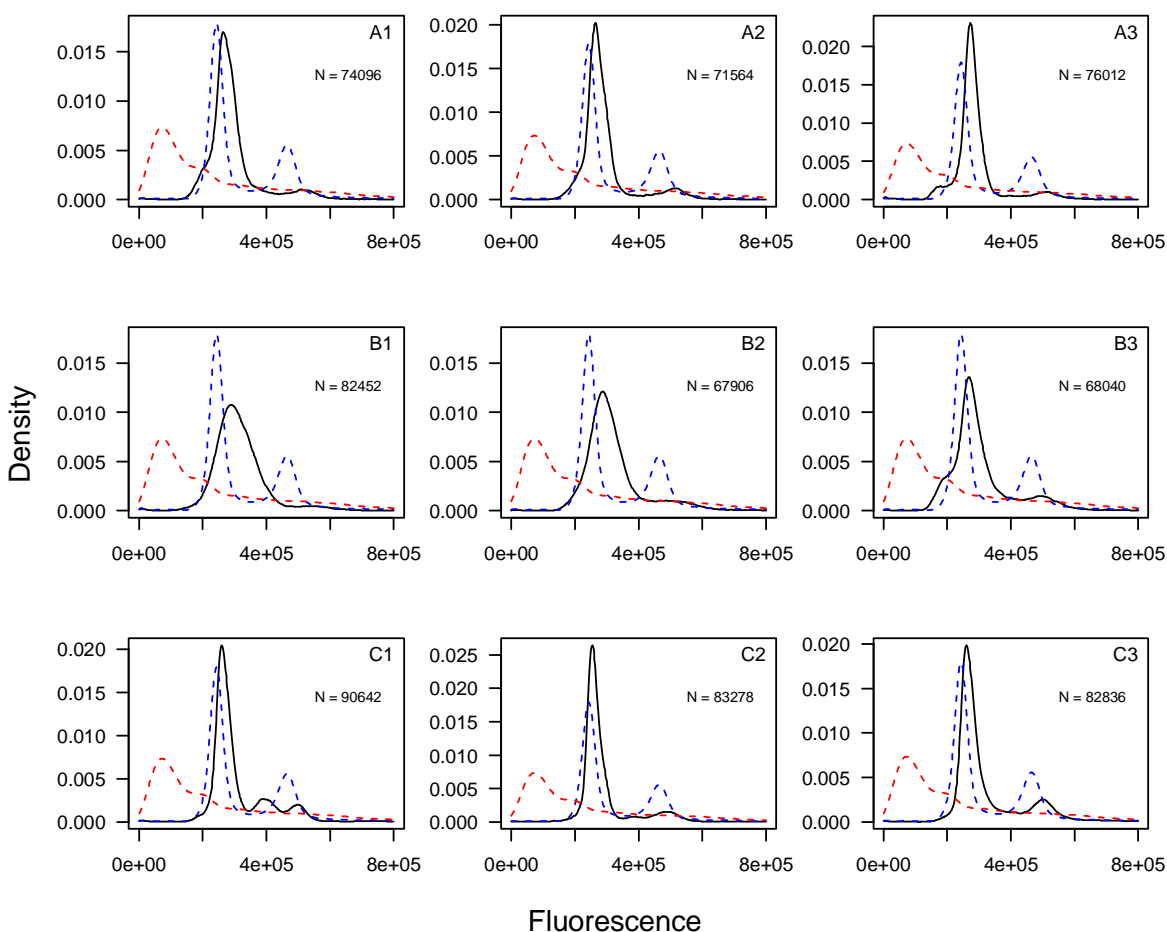 A1
N = 74096
0.015
0.010
0.005
0.000
0e+00 4e+05 8e+05
A2
N = 71564
0.020
0.015
0.010
0.005
0.000
0e+00 4e+05 8e+05
A3
N = 76012
0.020
0.015
0.010
0.005
0.000
0e+00 4e+05 8e+05
Density
B1
N = 82452
0.015
0.010
0.005
0.000
0e+00 4e+05 8e+05
B2
N = 67906
0.015
0.010
0.005
0.000
0e+00 4e+05 8e+05
B3
N = 68040
0.015
0.010
0.005
0.000
0e+00 4e+05 8e+05
C1
N = 90642
0.020
0.015
0.010
0.005
0.000
0e+00 4e+05 8e+05
C2
N = 83278
0.025
0.020
0.015
0.010
0.005
0.000
0e+00 4e+05 8e+05
C3
N = 82836
0.020
0.015
0.010
0.005
0.000
0e+00 4e+05 8e+05
Fluorescence